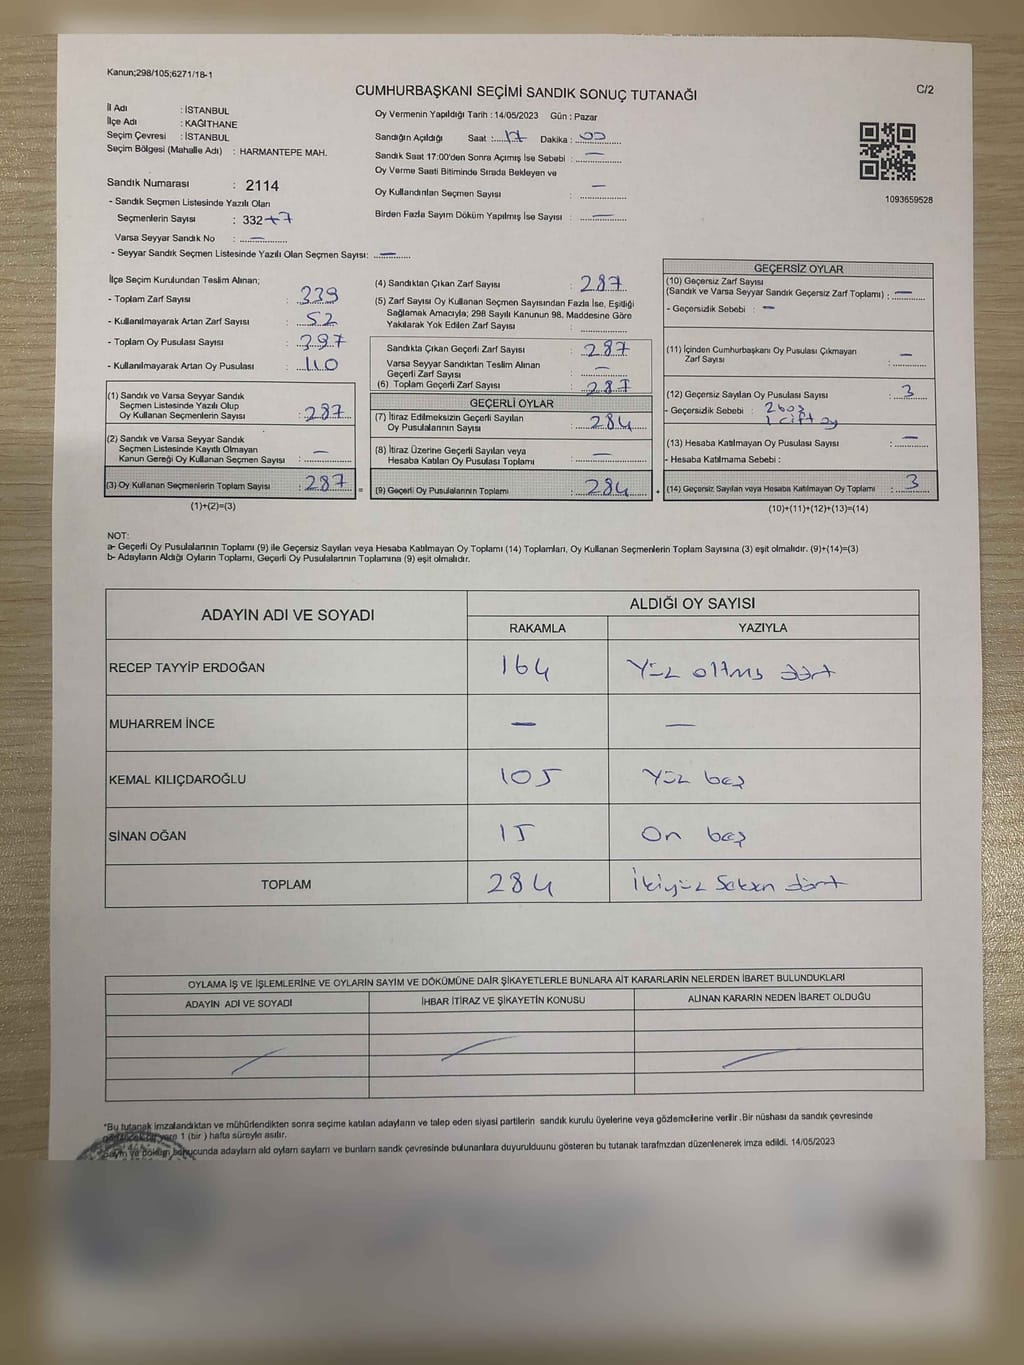 Kanun;298/105;6271/18-1
CUMHURBAŞKANI SEÇİMİ SANDIK SONUÇ TUTANAĞI
C/2
İl Adı : İSTANBUL
İlçe Adı : KAĞITHANE
Seçim Çevresi : İSTANBUL
Seçim Bölgesi (Mahalle Adı) : HARMANTEPE MAH.
Sandık Numarası : 2114
- Sandık Seçmen Listesinde Yazılı Olan
Seçmenlerin Sayısı : 332+7
Varsa Seyyar Sandık No : —
- Seyyar Sandık Seçmen Listesinde Yazılı Olan Seçmen Sayısı: —
Oy Vermenin Yapıldığı Tarih : 14/05/2023 Gün : Pazar
Sandığın Açıldığı Saat :17 Dakika : 00
Sandık Saat 17:00'den Sonra Açımış İse Sebebi : —
Oy Verme Saati Bitiminde Sırada Bekleyen ve
Oy Kullandırılan Seçmen Sayısı : —
Birden Fazla Sayım Döküm Yapılmış İse Sayısı : —
1093659528
İlçe Seçim Kurulundan Teslim Alınan;
- Toplam Zarf Sayısı : 339
- Kullanılmayarak Artan Zarf Sayısı : 52
- Toplam Oy Pusulası Sayısı : 397
- Kullanılmayarak Artan Oy Pusulası : 110
(1) Sandık ve Varsa Seyyar Sandık
Seçmen Listesinde Yazılı Olup
Oy Kullanan Seçmenlerin Sayısı : 287
(2) Sandık ve Varsa Seyyar Sandık
Seçmen Listesinde Kayıtlı Olmayan
Kanun Gereği Oy Kullanan Seçmen Sayısı : —
(3) Oy Kullanan Seçmenlerin Toplam Sayısı : 287
(1)+(2)=(3)
(4) Sandıktan Çıkan Zarf Sayısı : 287
(5) Zarf Sayısı Oy Kullanan Seçmen Sayısından Fazla İse, Eşitliği
Sağlamak Amacıyla; 298 Sayılı Kanunun 98. Maddesine Göre
Yakılarak Yok Edilen Zarf Sayısı :
Sandıkta Çıkan Geçerli Zarf Sayısı : 287
Varsa Seyyar Sandıktan Teslim Alınan
Geçerli Zarf Sayısı : —
(6) Toplam Geçerli Zarf Sayısı : 287
GEÇERLİ OYLAR
(7) İtiraz Edilmeksizin Geçerli Sayılan
Oy Pusulalarının Sayısı : 284
(8) İtiraz Üzerine Geçerli Sayılan veya
Hesaba Katılan Oy Pusulası Toplamı : —
= (9) Geçerli Oy Pusulalarının Toplamı : 284
GEÇERSİZ OYLAR
(10) Geçersiz Zarf Sayısı
(Sandık ve Varsa Seyyar Sandık Geçersiz Zarf Toplamı) : —
- Geçersizlik Sebebi : —
(11) İçinden Cumhurbaşkanı Oy Pusulası Çıkmayan
Zarf Sayısı : —
(12) Geçersiz Sayılan Oy Pusulası Sayısı : 3
- Geçersizlik Sebebi : 2 boş
1 çift oy
(13) Hesaba Katılmayan Oy Pusulası Sayısı : —
- Hesaba Katılmama Sebebi :
+ (14) Geçersiz Sayılan veya Hesaba Katılmayan Oy Toplamı : 3
(10)+(11)+(12)+(13)=(14)
NOT:
a- Geçerli Oy Pusulalarının Toplamı (9) ile Geçersiz Sayılan veya Hesaba Katılmayan Oy Toplamı (14) Toplamları, Oy Kullanan Seçmenlerin Toplam Sayısına (3) eşit olmalıdır. (9)+(14)=(3)
b- Adayların Aldığı Oyların Toplamı, Geçerli Oy Pusulalarının Toplamına (9) eşit olmalıdır.
ADAYIN ADI VE SOYADI
ALDIĞI OY SAYISI
RAKAMLA YAZIYLA
RECEP TAYYİP ERDOĞAN 164 Yüz altmış dört
MUHARREM İNCE — —
KEMAL KILIÇDAROĞLU 105 Yüz beş
SİNAN OĞAN 15 On beş
TOPLAM 284 İkiyüz Seksen dört
OYLAMA İŞ VE İŞLEMLERİNE VE OYLARIN SAYIM VE DÖKÜMÜNE DAİR ŞİKAYETLERLE BUNLARA AİT KARARLARIN NELERDEN İBARET BULUNDUKLARI
ADAYIN ADI VE SOYADI İHBAR İTİRAZ VE ŞİKAYETİN KONUSU ALINAN KARARIN NEDEN İBARET OLDUĞU
*Bu tutanak imzalandıktan ve mühürlendikten sonra seçime katılan adayların ve talep eden siyasi partilerin sandık kurulu üyelerine veya gözlemcilerine verilir .Bir nüshası da sandık çevresinde
yere 1 (bir ) hafta süreyle asılır.
Sayım ve döküm sonucunda adayların ald oyların sayların ve bunların sandk çevresinde bulunanlara duyurulduunu gösteren bu tutanak tarafmzdan düzenlenerek imza edildi. 14/05/2023